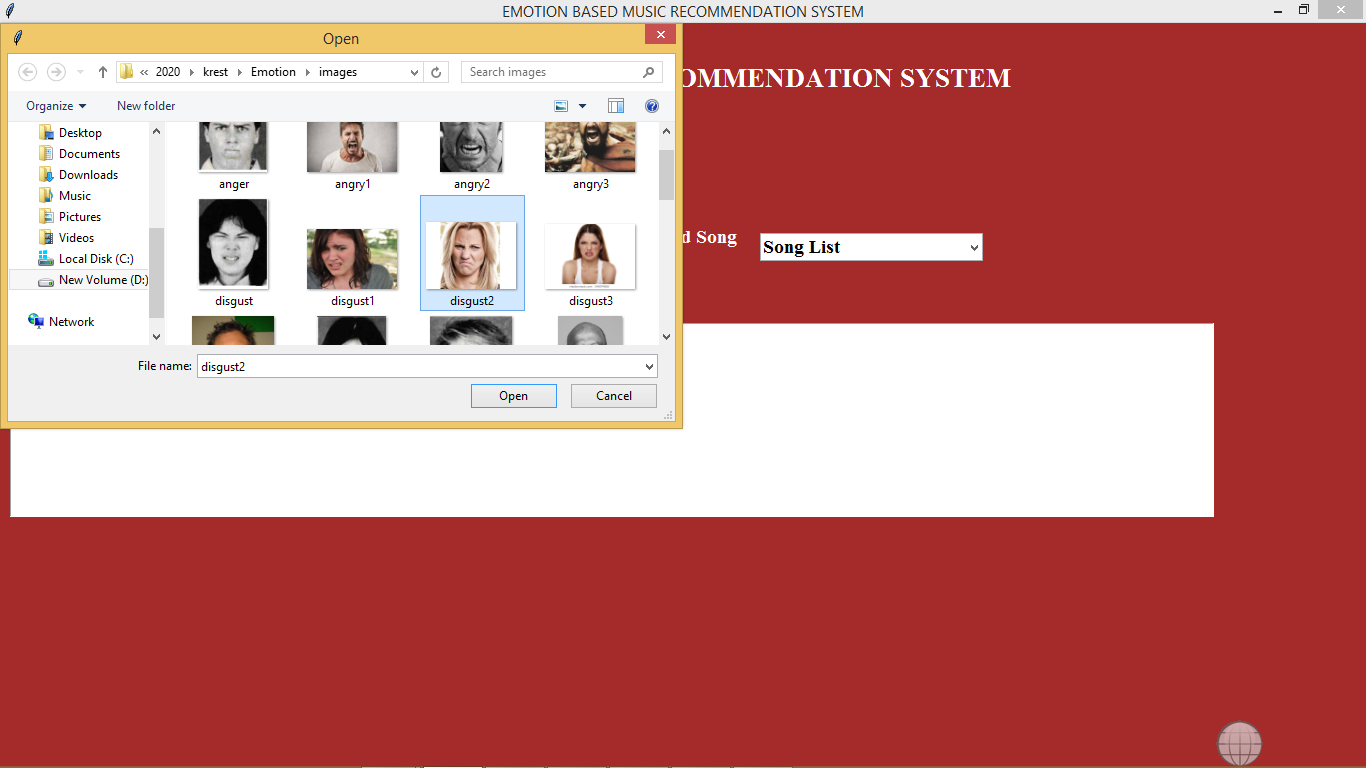 EMOTION BASED MUSIC RECOMMENDATION SYSTEM
Open
OMMENDATION SYSTEM
« 2020 krest Emotion images
Search images
Organize
New folder
Desktop
Documents
Downloads
Music
Pictures
Videos
Local Disk (C:)
New Volume (D:)
Network
anger angry1 angry2 angry3
disgust disgust1 disgust2 disgust3
d Song
Song List
File name: disgust2
Open Cancel